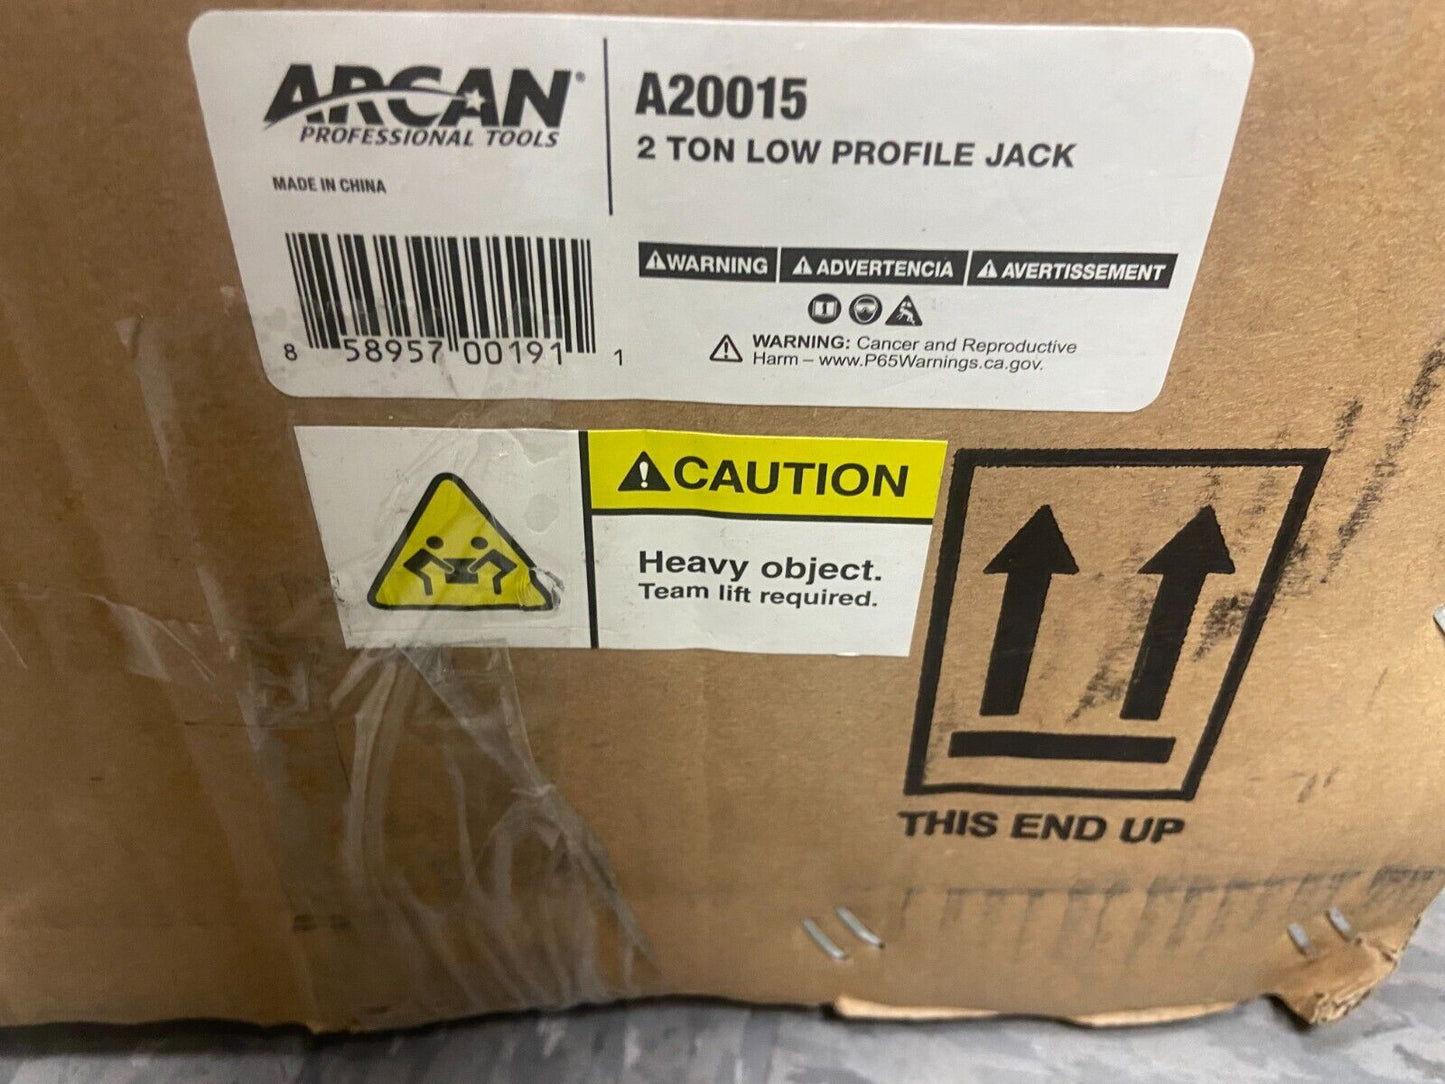 ARCAN®
PROFESSIONAL TOOLS
MADE IN CHINA
A20015
2 TON LOW PROFILE JACK
8 58957 00191 1
WARNING ADVERTENCIA AVERTISSEMENT
WARNING: Cancer and Reproductive
Harm – www.P65Warnings.ca.gov.
CAUTION
Heavy object.
Team lift required.
THIS END UP